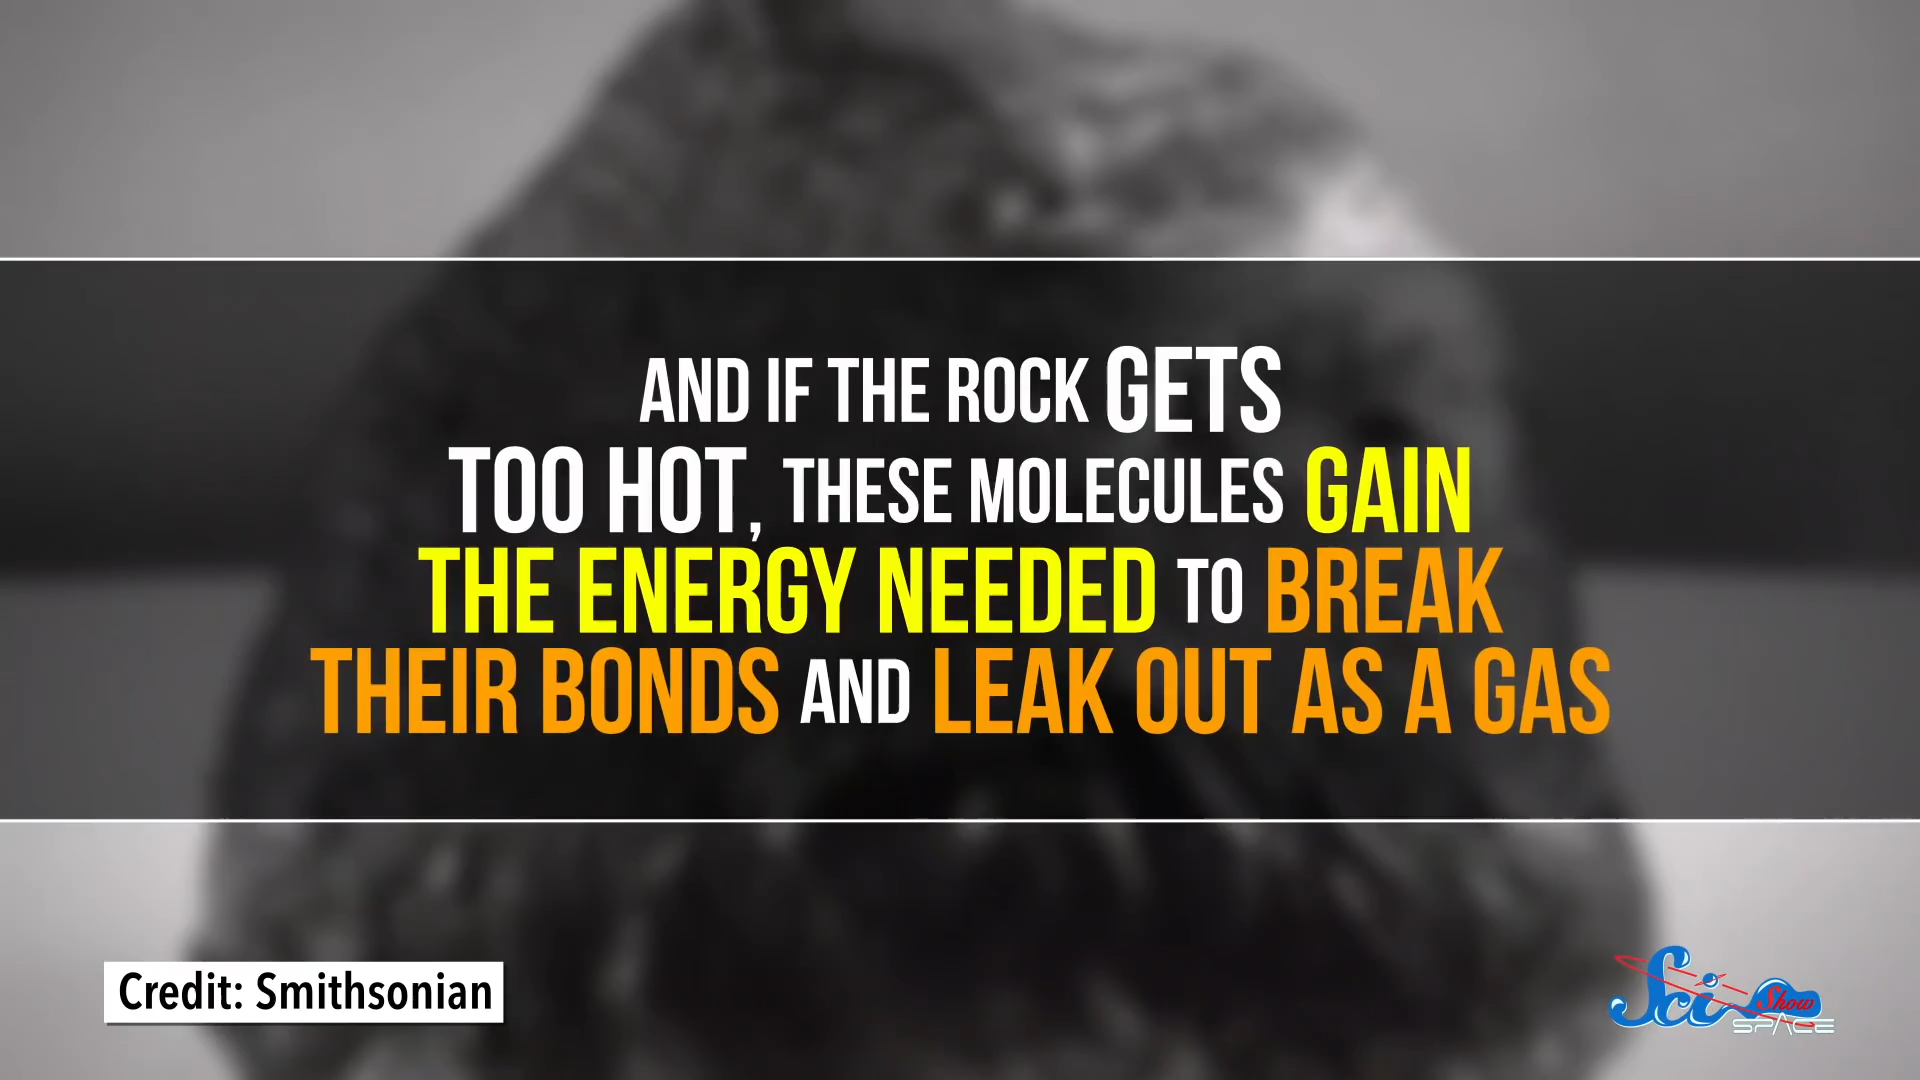 AND IF THE ROCK GETS
TOO HOT, THESE MOLECULES GAIN
THE ENERGY NEEDED TO BREAK
THEIR BONDS AND LEAK OUT AS A GAS
Credit: Smithsonian
Sci Show
SPACE